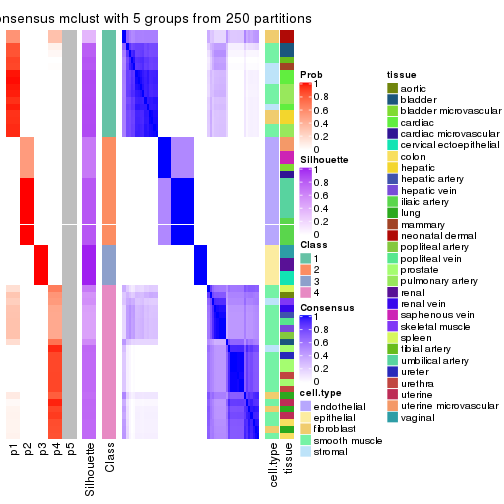 onsensus mclust with 5 groups from 250 partitions
Prob
1
0.8
0.6
0.4
0.2
0
Silhouette
1
0.8
0.6
0.4
0.2
0
Class
1
2
3
4
Consensus
1
0.8
0.6
0.4
0.2
0
cell.type
endothelial
epithelial
fibroblast
smooth muscle
stromal
tissue
aortic
bladder
bladder microvascular
cardiac
cardiac microvascular
cervical ectoepithelial
colon
hepatic
hepatic artery
hepatic vein
iliaic artery
lung
mammary
neonatal dermal
popliteal artery
popliteal vein
prostate
pulmonary artery
renal
renal vein
saphenous vein
skeletal muscle
spleen
tibial artery
umbilical artery
ureter
urethra
uterine
uterine microvascular
vaginal
p1
p2
p3
p4
p5
Silhouette
Class
cell.type
tissue